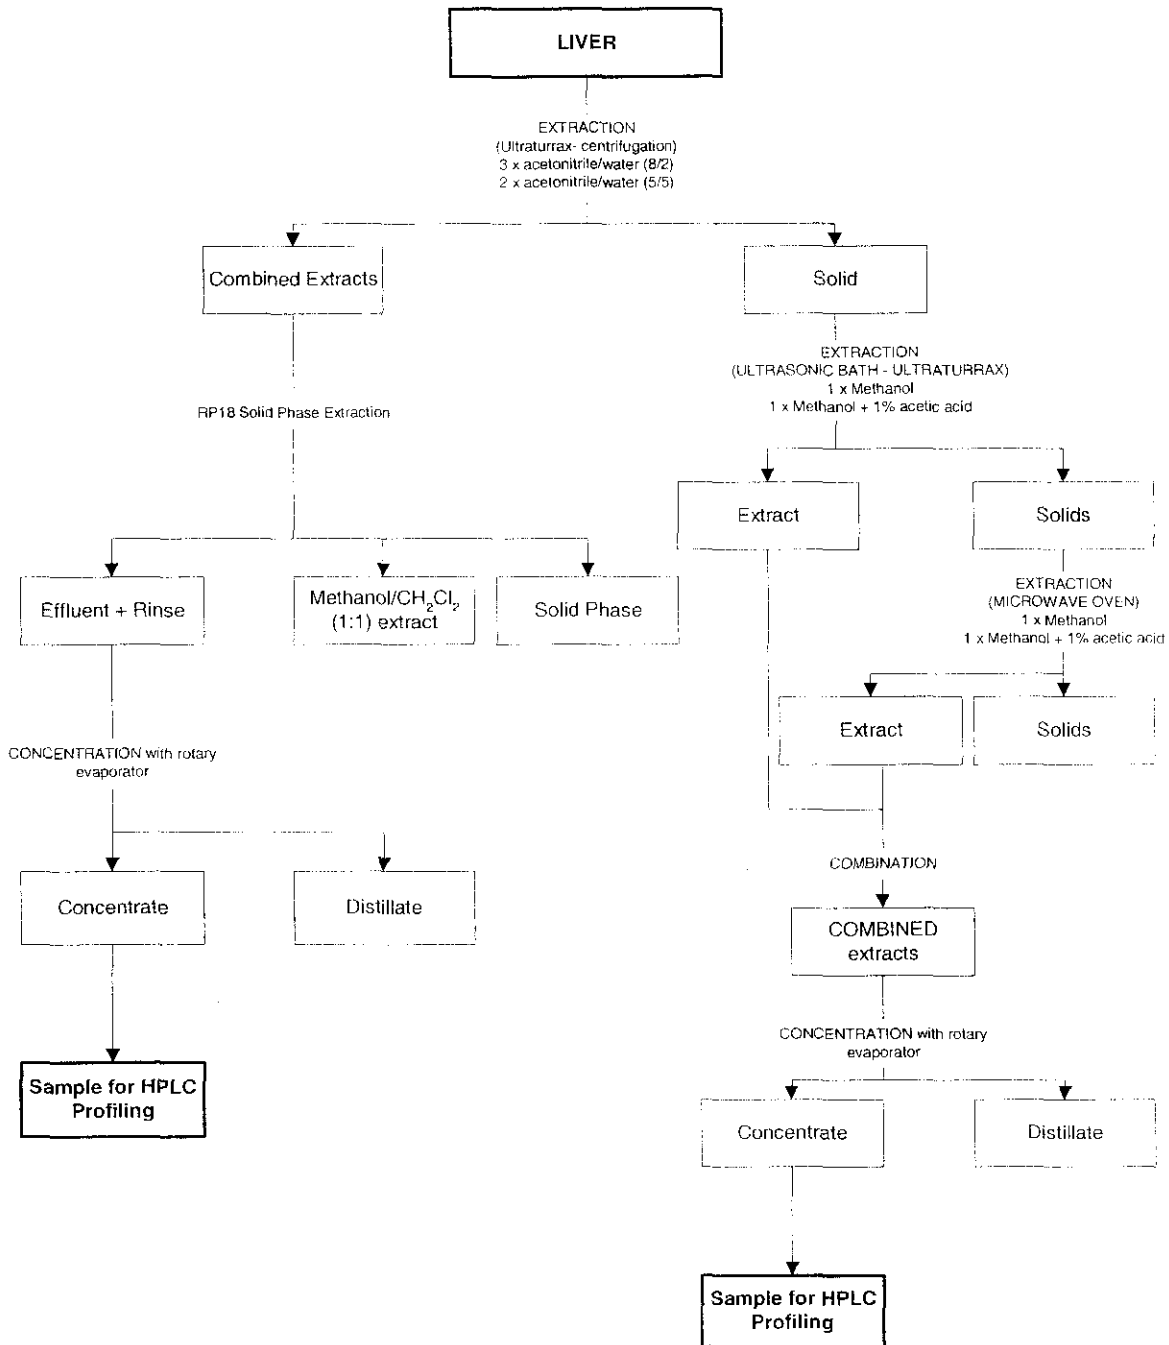 LIVER
EXTRACTION
(Ultraturrax- centrifugation)
3 x acetonitrile/water (8/2)
2 x acetonitrile/water (5/5)
Combined Extracts
Solid
EXTRACTION
(ULTRASONIC BATH - ULTRATURRAX)
1 x Methanol
1 x Methanol + 1% acetic acid
RP18 Solid Phase Extraction
Extract
Solids
Effluent + Rinse
Methanol/CH₂Cl₂
(1:1) extract
Solid Phase
EXTRACTION
(MICROWAVE OVEN)
1 x Methanol
1 x Methanol + 1% acetic acid
Extract
Solids
CONCENTRATION with rotary
evaporator
COMBINATION
Concentrate
Distillate
COMBINED
extracts
CONCENTRATION with rotary
evaporator
Sample for HPLC
Profiling
Concentrate
Distillate
Sample for HPLC
Profiling